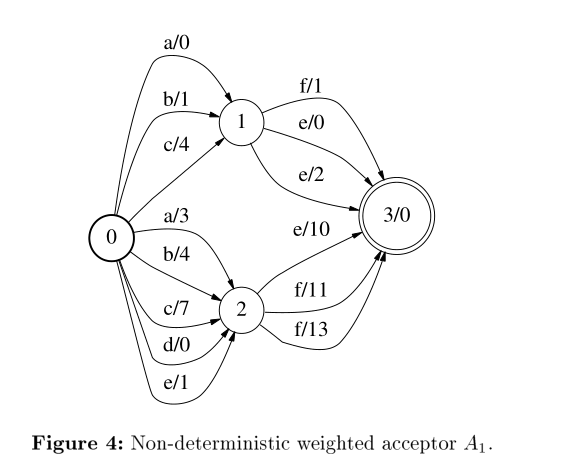 a/0
b/1
c/4
f/1
e/0
e/2
1
3/0
0
a/3
b/4
c/7
d/0
e/1
2
e/10
f/11
f/13
Figure 4: Non-deterministic weighted acceptor A₁.